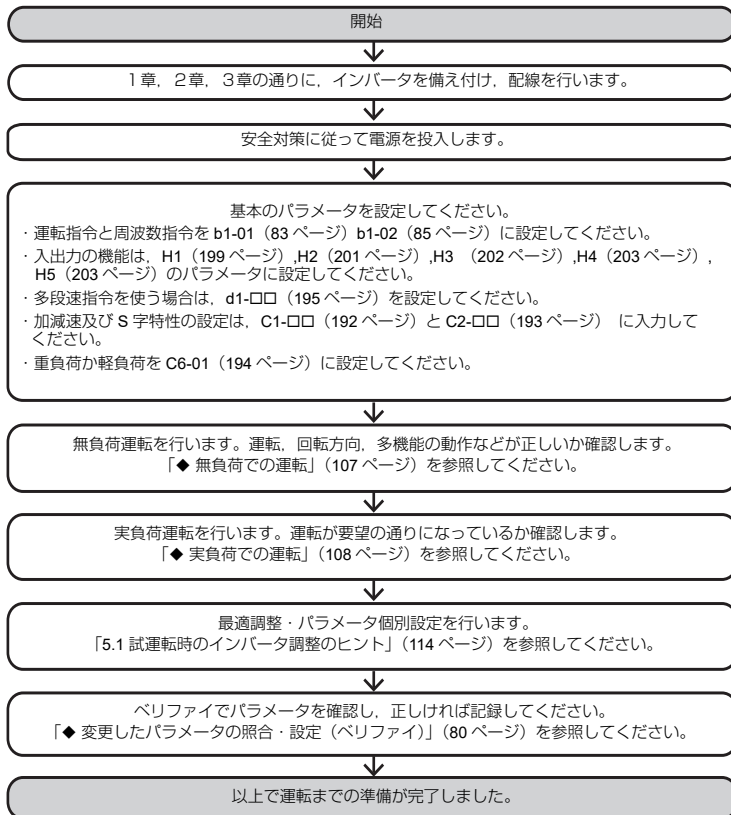 開始
1章，2章，3章の通りに，インバータを備え付け，配線を行います。
安全対策に従って電源を投入します。
基本のパラメータを設定してください。
・運転指令と周波数指令を b1-01（83 ページ）b1-02（85 ページ）に設定してください。
・入出力の機能は，H1（199 ページ）,H2（201 ページ）,H3 （202 ページ）,H4（203 ページ）,
H5（203 ページ）のパラメータに設定してください。
・多段速指令を使う場合は，d1-□□（195 ページ）を設定してください。
・加減速及び S 字特性の設定は，C1-□□（192 ページ）と C2-□□（193 ページ） に入力して
ください。
・重負荷か軽負荷を C6-01（194 ページ）に設定してください。
無負荷運転を行います。運転，回転方向，多機能の動作などが正しいか確認します。
「◆ 無負荷での運転」（107 ページ）を参照してください。
実負荷運転を行います。運転が要望の通りになっているか確認します。
「◆ 実負荷での運転」（108 ページ）を参照してください。
最適調整・パラメータ個別設定を行います。
「5.1 試運転時のインバータ調整のヒント」（114 ページ）を参照してください。
ベリファイでパラメータを確認し，正しければ記録してください。
「◆ 変更したパラメータの照合・設定（ベリファイ）」（80 ページ）を参照してください。
以上で運転までの準備が完了しました。